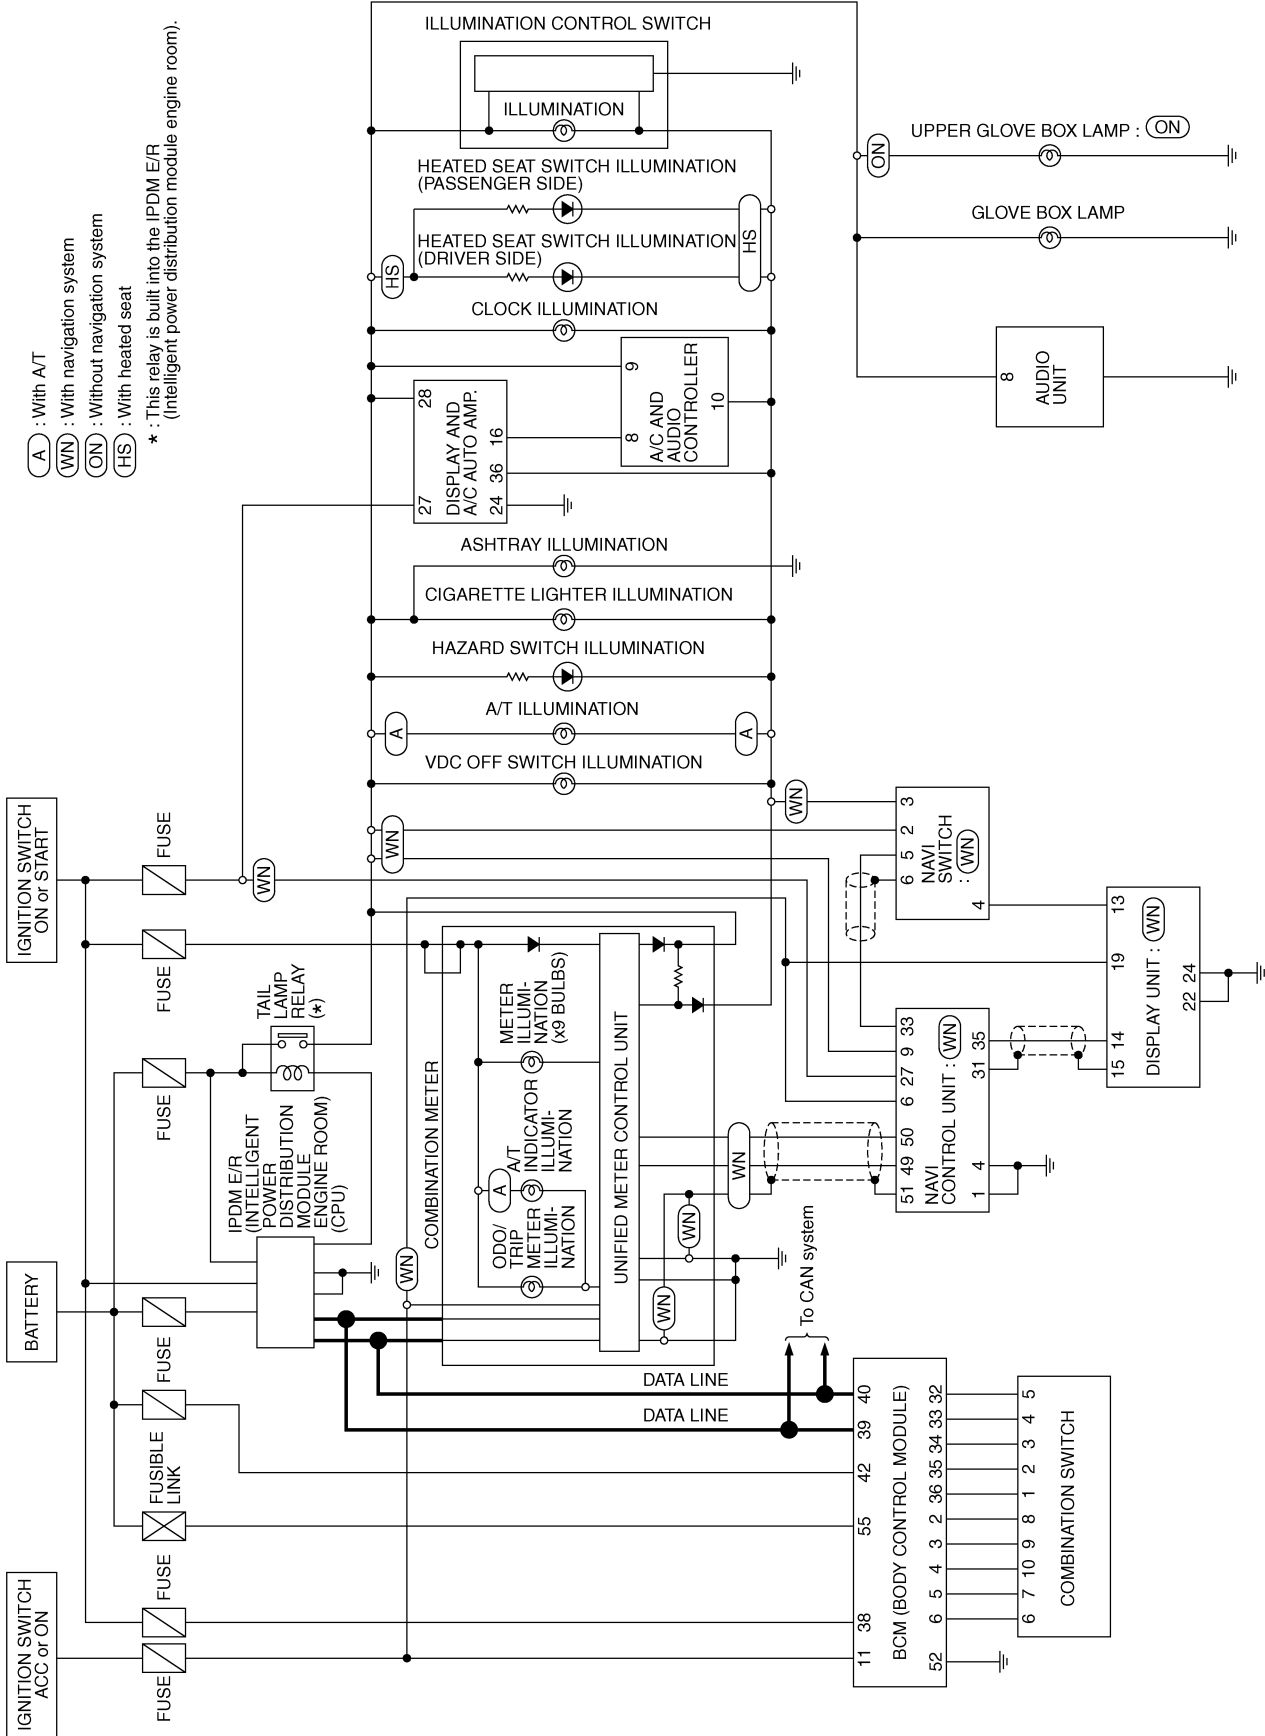 ILLUMINATION CONTROL SWITCH
ILLUMINATION
HEATED SEAT SWITCH ILLUMINATION
(PASSENGER SIDE)
HEATED SEAT SWITCH ILLUMINATION
(DRIVER SIDE)
HS
HS
CLOCK ILLUMINATION
UPPER GLOVE BOX LAMP : ON
ON
GLOVE BOX LAMP
8
AUDIO
UNIT
A : With A/T
WN : With navigation system
ON : Without navigation system
HS : With heated seat
* : This relay is built into the IPDM E/R
(Intelligent power distribution module engine room).
9
8
A/C AND
AUDIO
CONTROLLER
10
28
27
DISPLAY AND
A/C AUTO AMP.
16
36
24
ASHTRAY ILLUMINATION
CIGARETTE LIGHTER ILLUMINATION
HAZARD SWITCH ILLUMINATION
A/T ILLUMINATION
A
A
VDC OFF SWITCH ILLUMINATION
WN
WN
WN
IGNITION SWITCH
ON or START
FUSE
FUSE
FUSE
TAIL
LAMP
RELAY
(*)
3
2
5
6
NAVI
SWITCH
: WN
4
13
19
14
15
DISPLAY UNIT : WN
24
22
33
9
27
6
50
49
51
NAVI
CONTROL UNIT : WN
35
31
4
1
IPDM E/R
(INTELLIGENT
POWER
DISTRIBUTION
MODULE
ENGINE ROOM)
(CPU)
COMBINATION METER
METER
ILLUMI-
NATION
(x9 BULBS)
A/T
INDICATOR
ILLUMI-
NATION
A
ODO/
TRIP
METER
ILLUMI-
NATION
UNIFIED METER CONTROL UNIT
WN
WN
WN
WN
To CAN system
BATTERY
FUSE
FUSIBLE
LINK
FUSE
FUSE
IGNITION SWITCH
ACC or ON
DATA LINE
DATA LINE
40
39
42
55
38
11
BCM (BODY CONTROL MODULE)
32
33
34
35
36
2
3
4
5
6
52
5
4
3
2
1
8
9
10
7
6
COMBINATION SWITCH